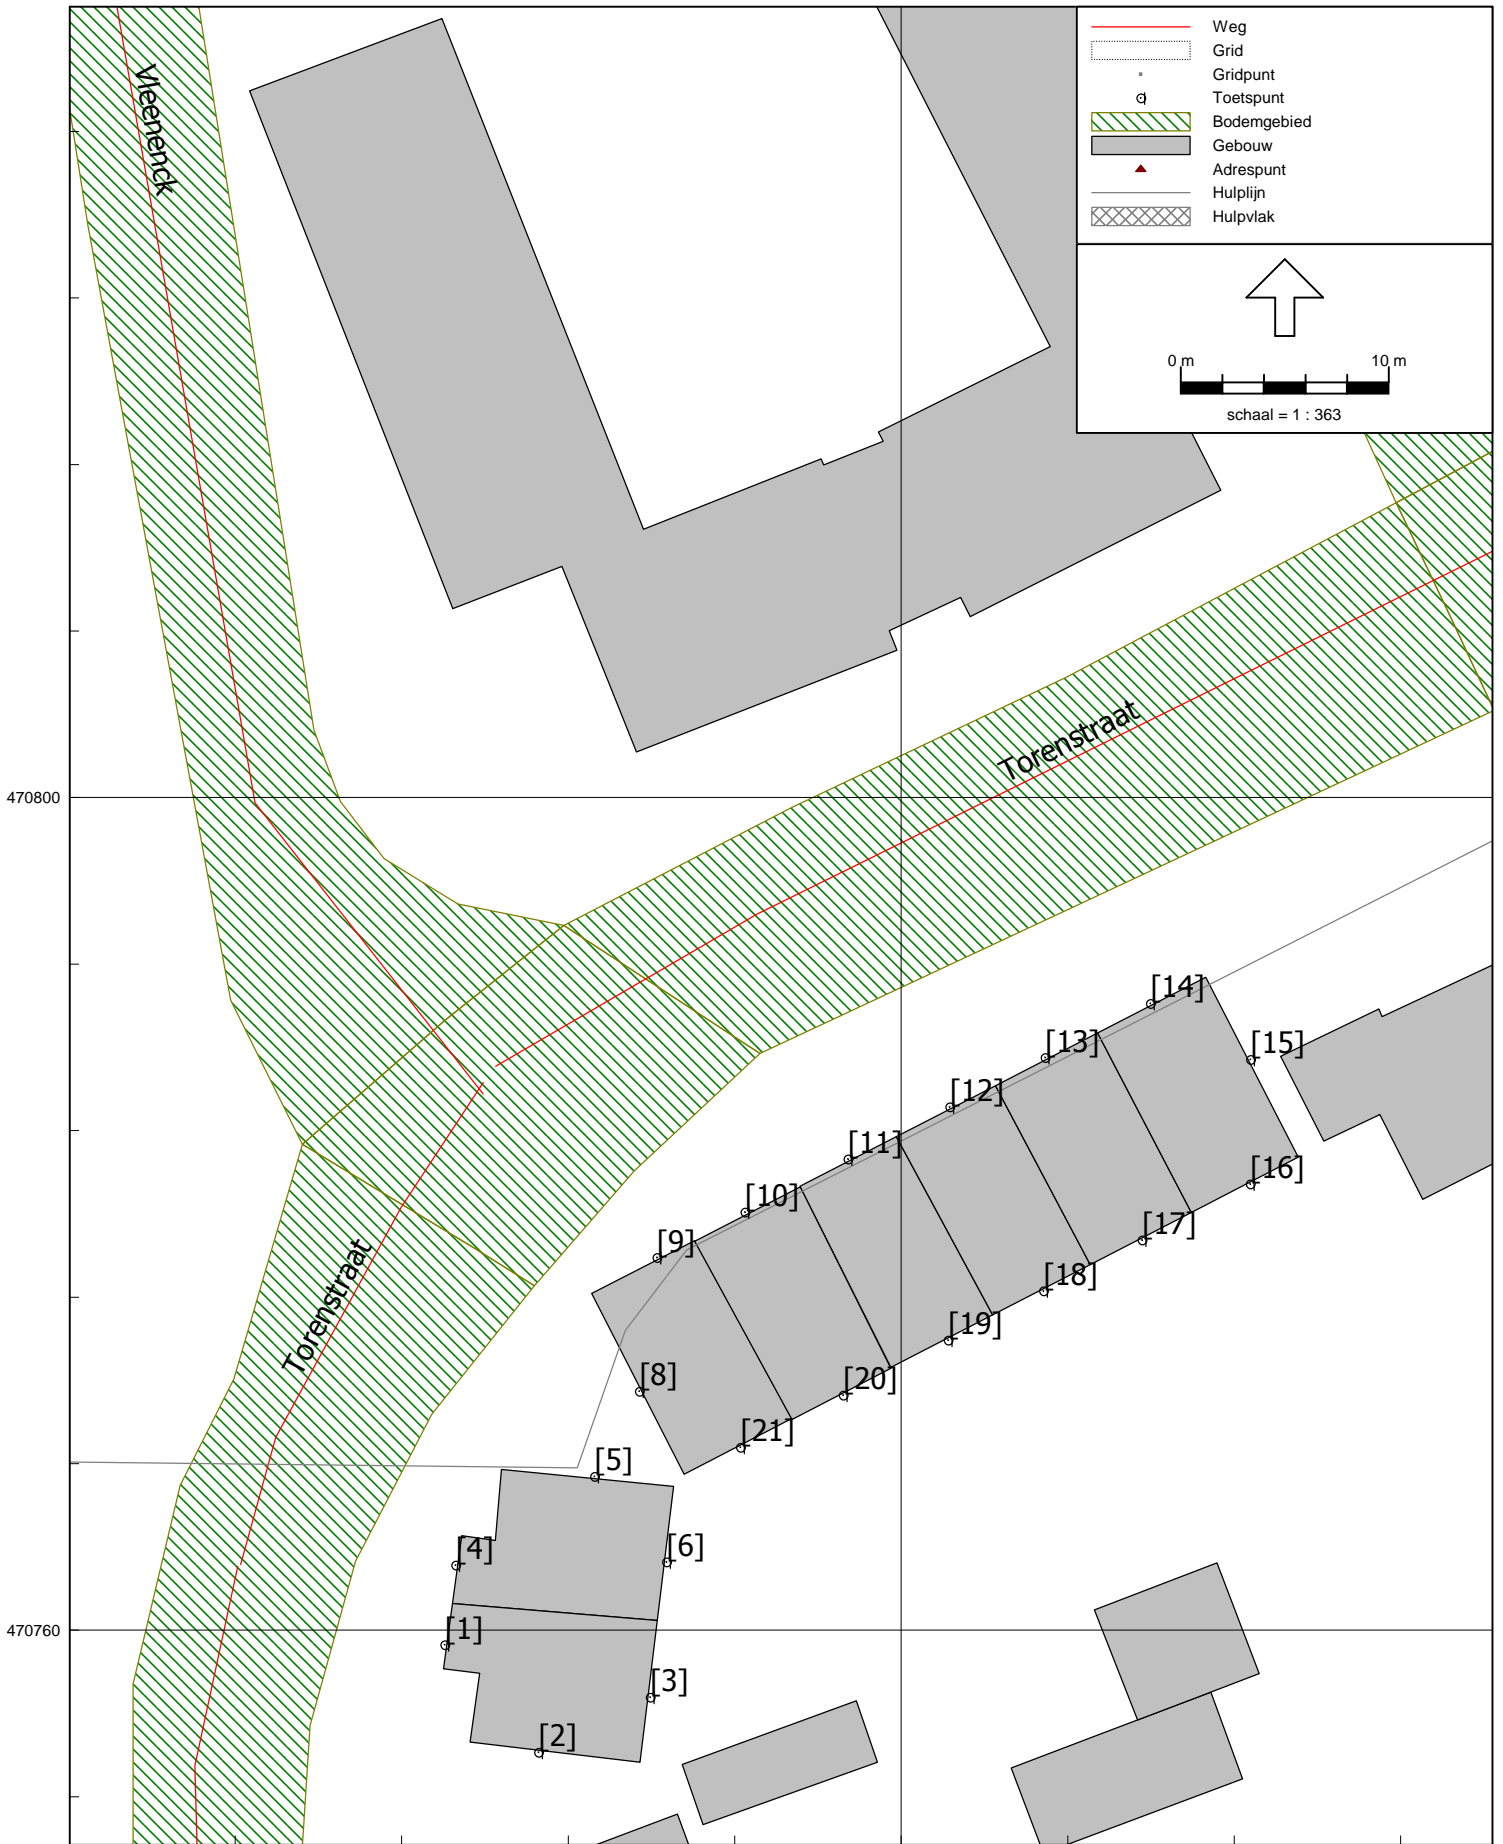 Weg
Grid
Gridpunt
Toetspunt
Bodemgebied
Gebouw
Adrespunt
Hulplijn
Hulpvlak
0 m 10 m
schaal = 1 : 363
Vleenenck
Torenstraat
470800
[14]
[13]
[15]
[12]
[11]
[16]
[10]
[17]
[9]
[18]
[19]
Torenstraat
[8]
[20]
[21]
[5]
[4]
[6]
470760
[1]
[3]
[2]